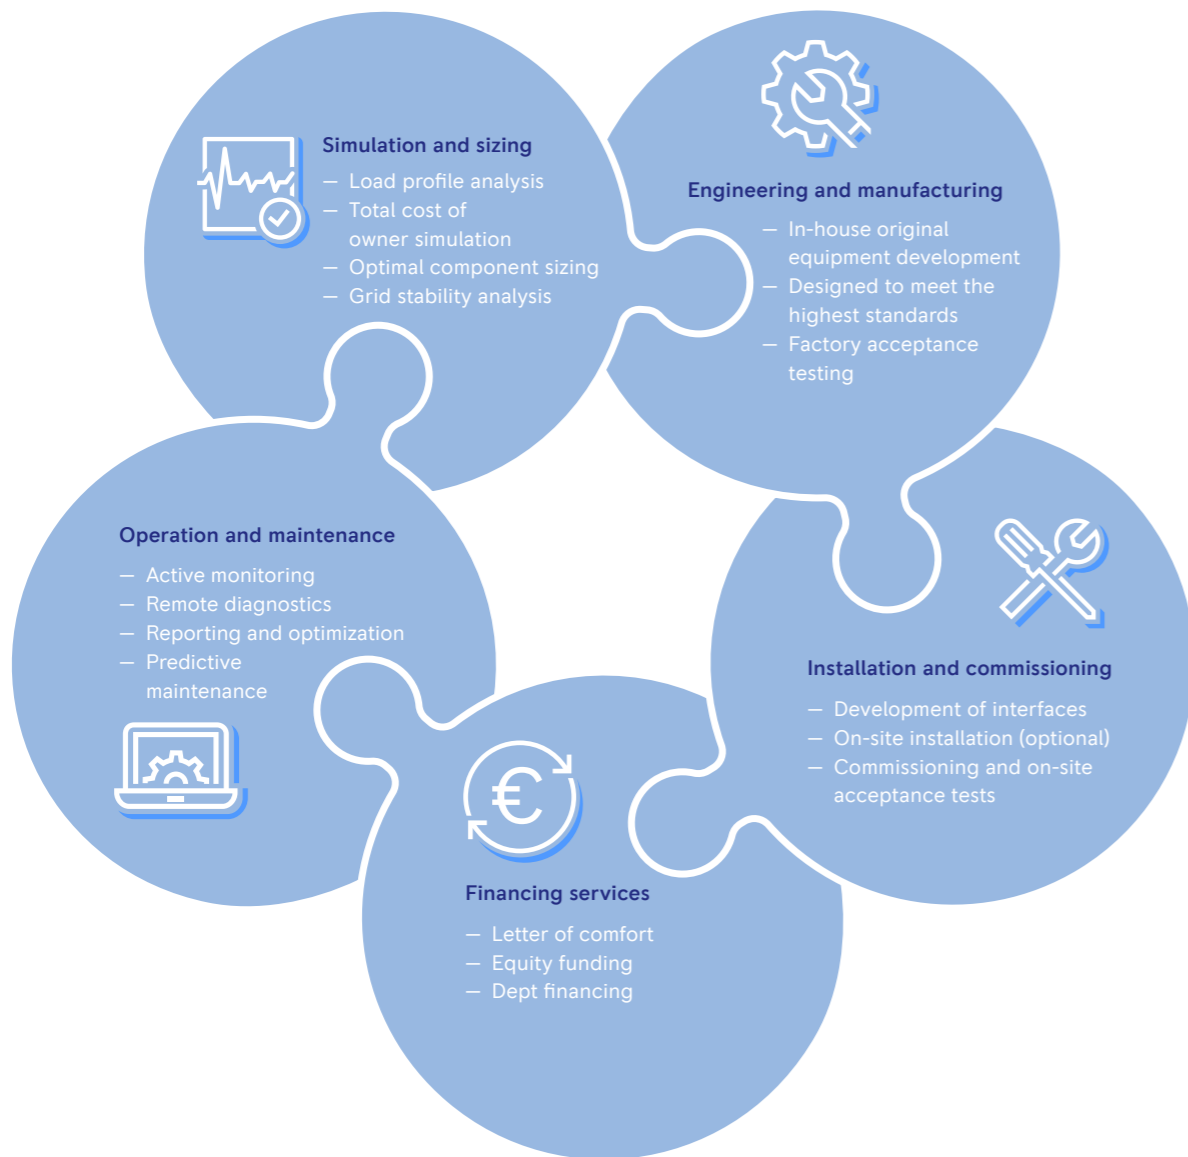 Simulation and sizing
— Load profile analysis
— Total cost of
owner simulation
— Optimal component sizing
— Grid stability analysis
Engineering and manufacturing
— In-house original
equipment development
— Designed to meet the
highest standards
— Factory acceptance
testing
Operation and maintenance
— Active monitoring
— Remote diagnostics
— Reporting and optimization
— Predictive
maintenance
Installation and commissioning
— Development of interfaces
— On-site installation (optional)
— Commissioning and on-site
acceptance tests
€
Financing services
— Letter of comfort
— Equity funding
— Dept financing